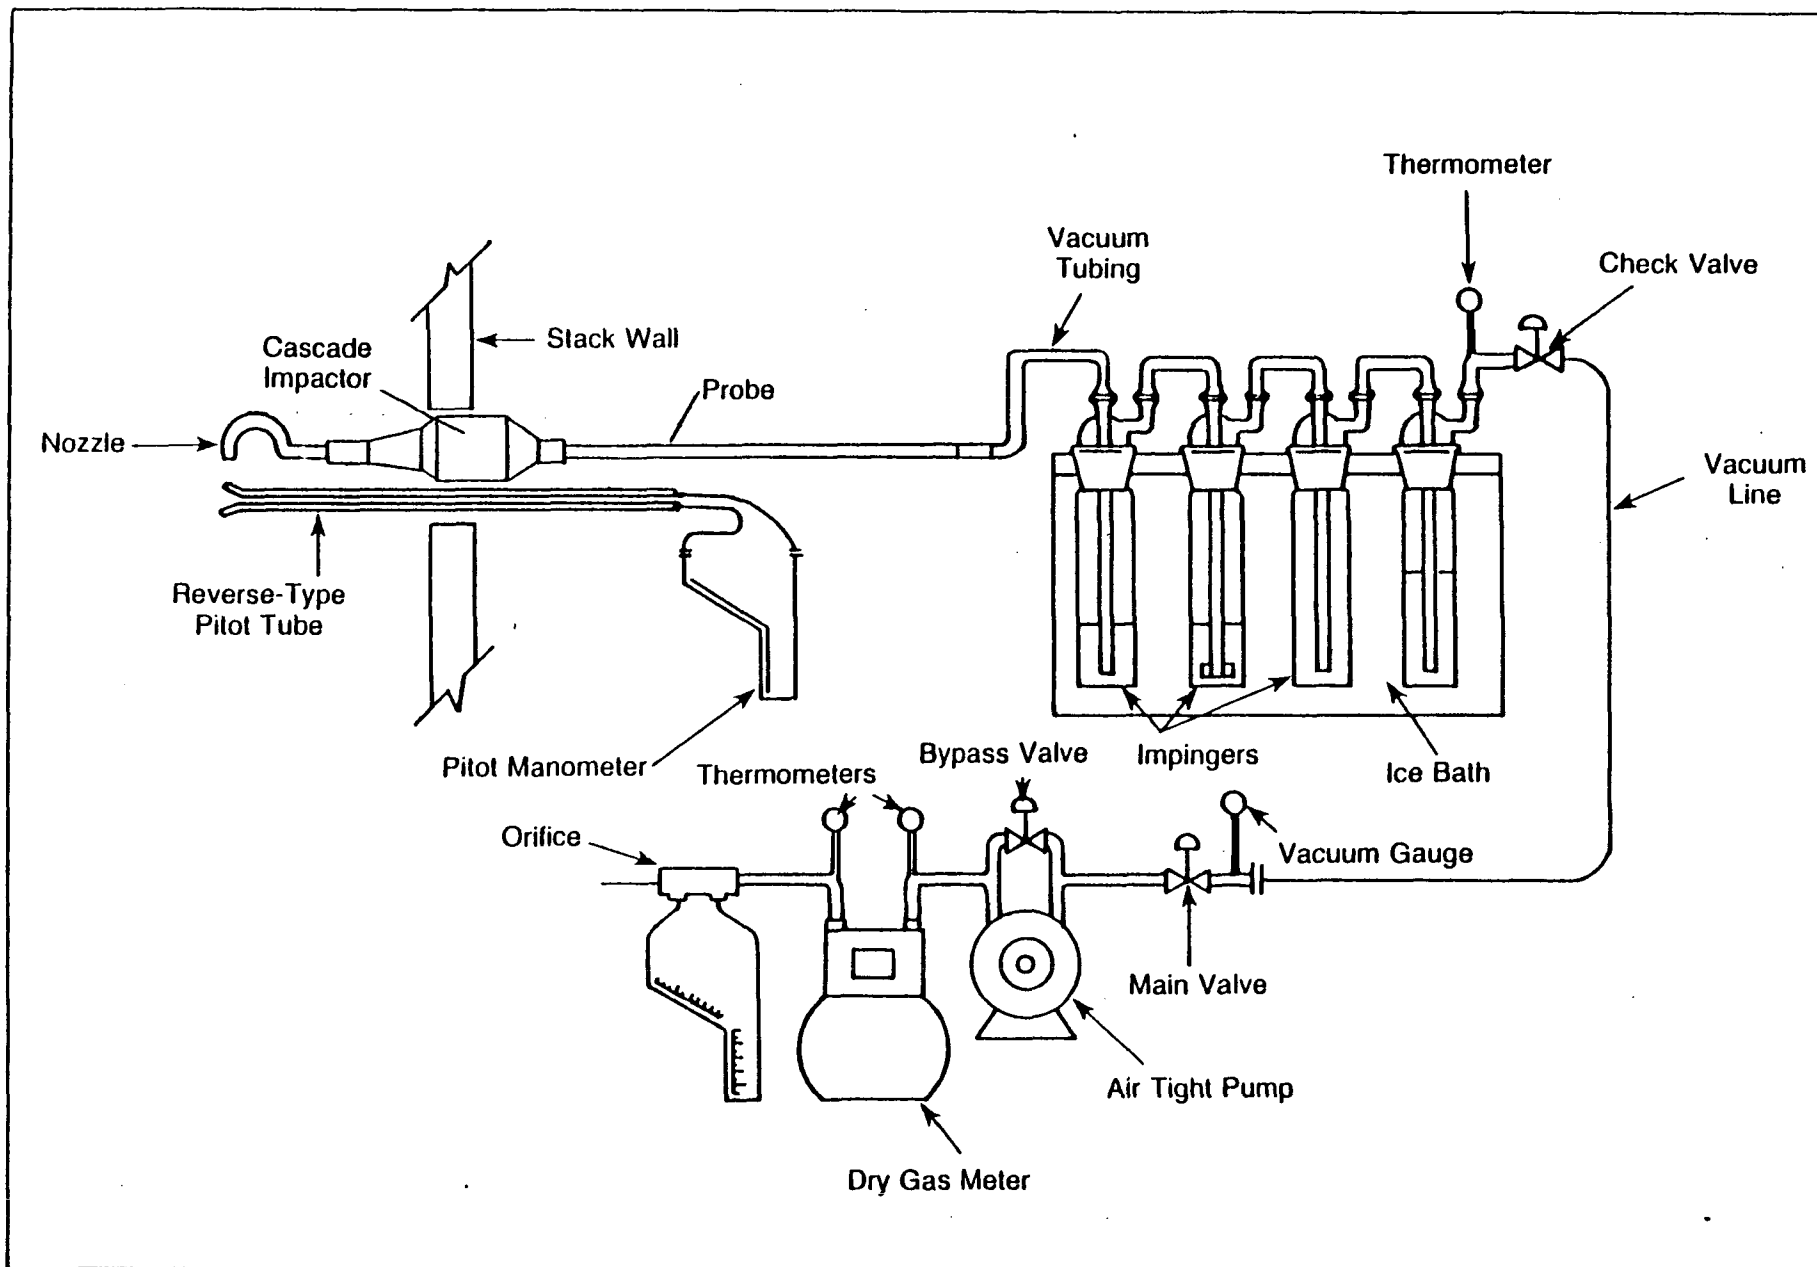 Thermometer
Vacuum
Tubing
Check Valve
Stack Wall
Cascade
Impactor
Probe
Nozzle
Vacuum
Line
Reverse-Type
Pitot Tube
Pitot Manometer
Thermometers
Bypass Valve
Impingers
Ice Bath
Orifice
Vacuum Gauge
Main Valve
Air Tight Pump
Dry Gas Meter